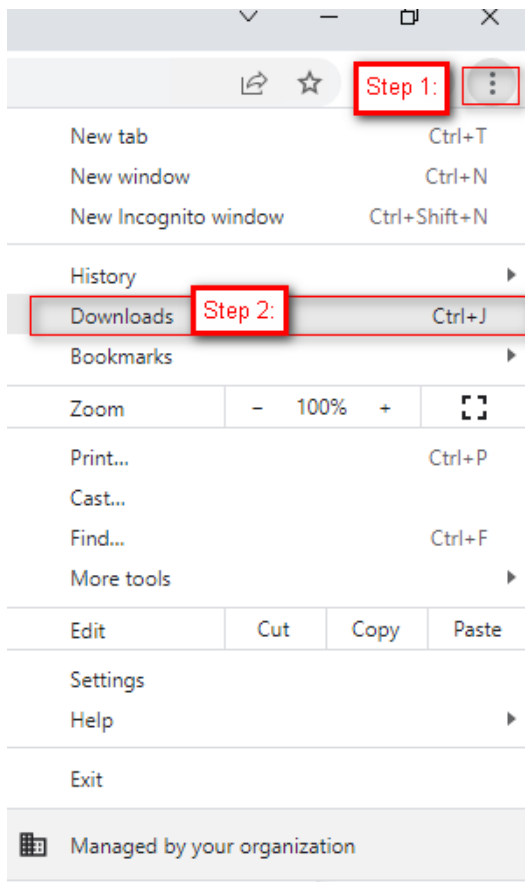 Step 1:
New tab Ctrl+T
New window Ctrl+N
New Incognito window Ctrl+Shift+N
History
Downloads Step 2: Ctrl+J
Bookmarks
Zoom - 100% +
Print... Ctrl+P
Cast...
Find... Ctrl+F
More tools
Edit Cut Copy Paste
Settings
Help
Exit
Managed by your organization